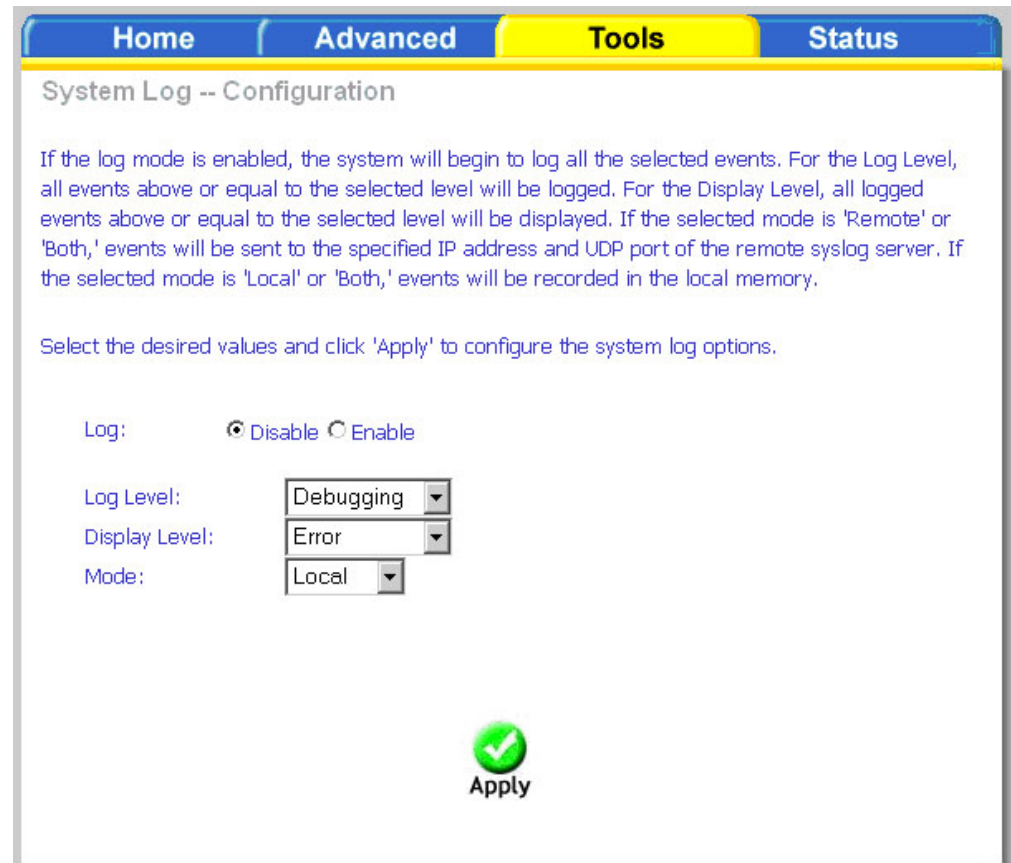 Home Advanced Tools Status
System Log -- Configuration
If the log mode is enabled, the system will begin to log all the selected events. For the Log Level,
all events above or equal to the selected level will be logged. For the Display Level, all logged
events above or equal to the selected level will be displayed. If the selected mode is 'Remote' or
'Both,' events will be sent to the specified IP address and UDP port of the remote syslog server. If
the selected mode is 'Local' or 'Both,' events will be recorded in the local memory.
Select the desired values and click 'Apply' to configure the system log options.
Log: Disable Enable
Log Level: Debugging
Display Level: Error
Mode: Local
Apply